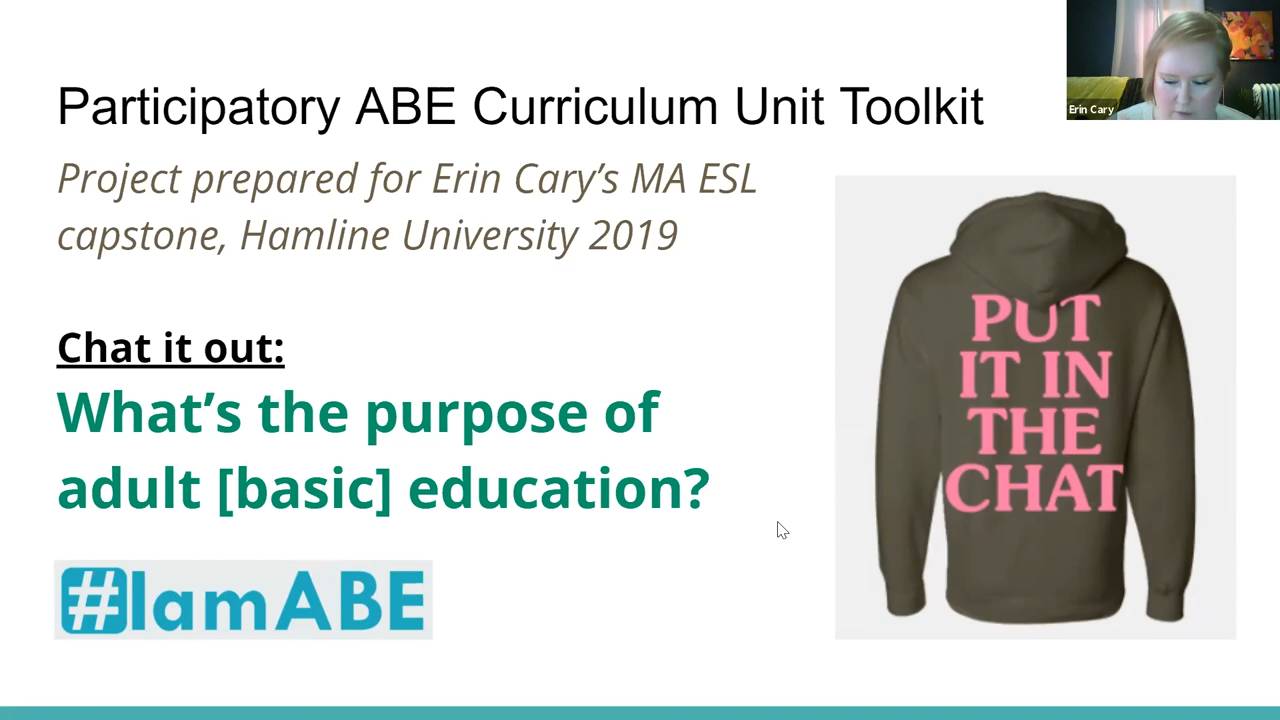 Participatory ABE Curriculum Unit Toolkit
Erin Cary
Project prepared for Erin Cary’s MA ESL
capstone, Hamline University 2019
Chat it out:
What’s the purpose of
adult [basic] education?
#IamABE
PUT
IT IN
THE
CHAT